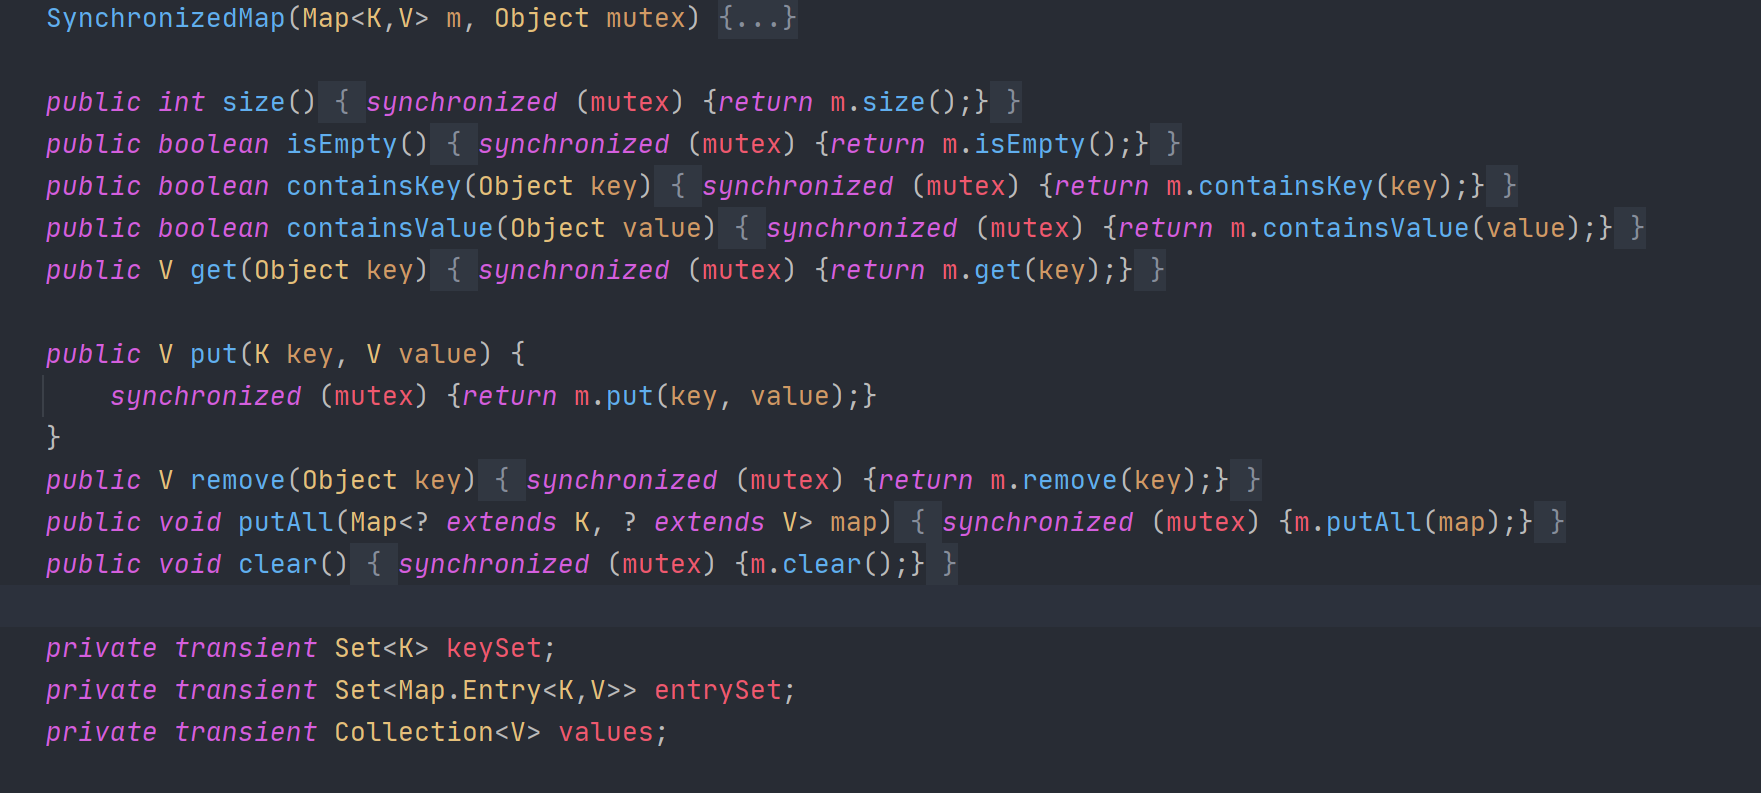 SynchronizedMap(Map<K,V> m, Object mutex) {...}
public int size() { synchronized (mutex) {return m.size();} }
public boolean isEmpty() { synchronized (mutex) {return m.isEmpty();} }
public boolean containsKey(Object key) { synchronized (mutex) {return m.containsKey(key);} }
public boolean containsValue(Object value) { synchronized (mutex) {return m.containsValue(value);} }
public V get(Object key) { synchronized (mutex) {return m.get(key);} }
public V put(K key, V value) {
    synchronized (mutex) {return m.put(key, value);}
}
public V remove(Object key) { synchronized (mutex) {return m.remove(key);} }
public void putAll(Map<? extends K, ? extends V> map) { synchronized (mutex) {m.putAll(map);} }
public void clear() { synchronized (mutex) {m.clear();} }
private transient Set<K> keySet;
private transient Set<Map.Entry<K,V>> entrySet;
private transient Collection<V> values;